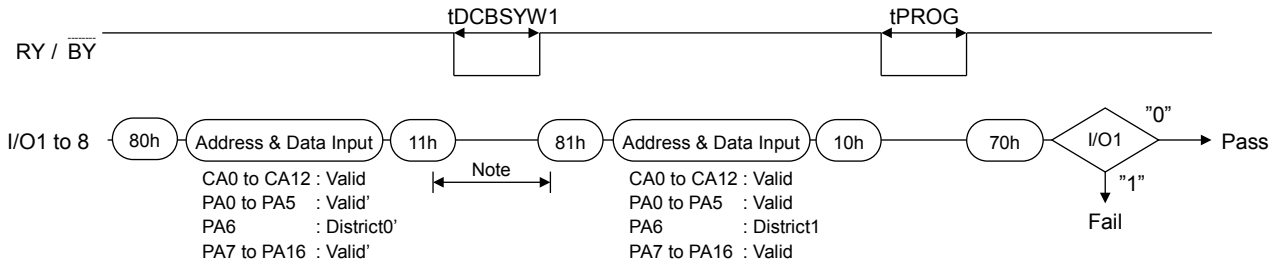 tDCBSYW1 tPROG
RY / BY
I/O1 to 8 80h Address & Data Input 11h 81h Address & Data Input 10h 70h I/O1 "0" Pass
Note
"1"
Fail
CA0 to CA12 : Valid
PA0 to PA5 : Valid'
PA6 : District0'
PA7 to PA16 : Valid'
CA0 to CA12 : Valid
PA0 to PA5 : Valid
PA6 : District1
PA7 to PA16 : Valid